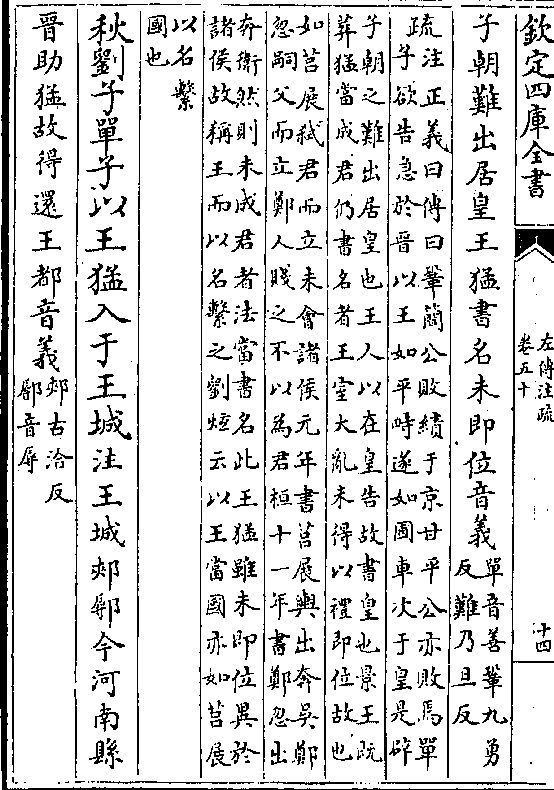 欽定四庫全書
左傳注疏
卷五十
十四
子朝難出居皇王猛書名未即位音義單音善鞏九勇
反難乃旦反
疏注正義曰傳曰鞏簡公敗績于京甘平公亦敗焉單
子欲告急於晉以王如平時遂如圃車次于皇是辟
子朝之難出居皇也王人以在皇告故書皇也景王既
葬猛當成君仍書名者王室大亂未得以禮即位故也
如莒展弑君而立未會諸侯元年書莒展輿出奔吳鄭
忽嗣父而立鄭人賤之不以為君桓十一年書鄭忽出
奔衛然則未成君者法當書名此王猛雖未即位異於
諸侯故稱王而以名繫之劉炫云以王當國亦如莒展
以名繫
國也
秋劉子單子以王猛入于王城注王城郟鄏今河南縣
晉助猛故得還王都音義郟古洽反
鄏音辱